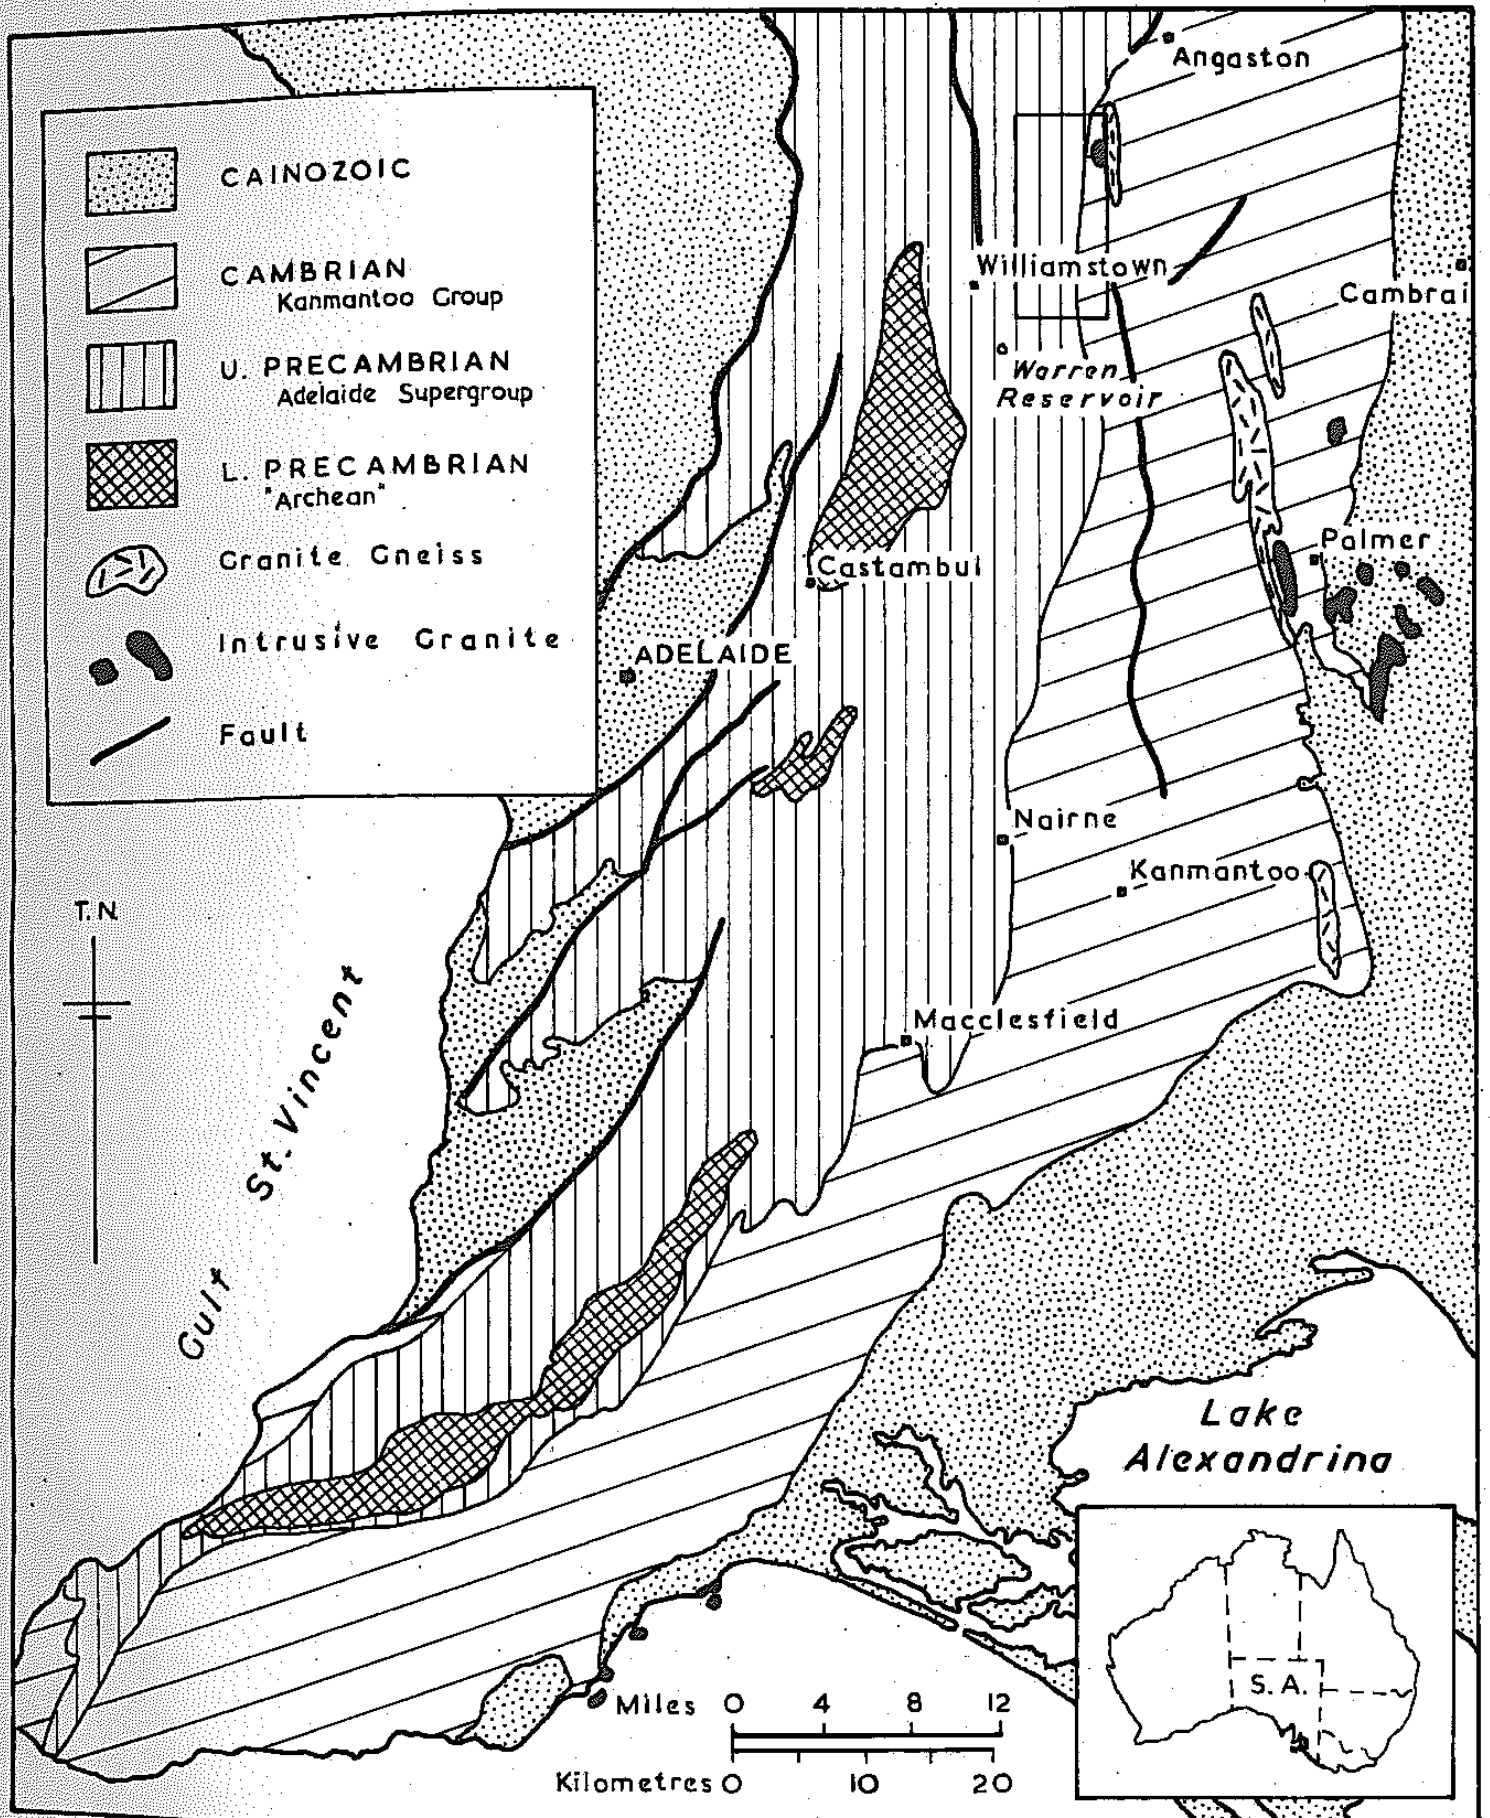 CAINOZOIC
CAMBRIAN
Kanmantoo Group
U. PRECAMBRIAN
Adelaide Supergroup
L. PRECAMBRIAN
"Archean"
Granite Gneiss
Intrusive Granite
Fault
Angaston
Williamstown
Cambrai
Warren
Reservoir
Palmer
Castambul
ADELAIDE
Nairne
Kanmantoo
T.N
Macclesfield
Gulf St. Vincent
Lake
Alexandrina
S. A.
Miles 0 4 8 12
Kilometres 0 10 20